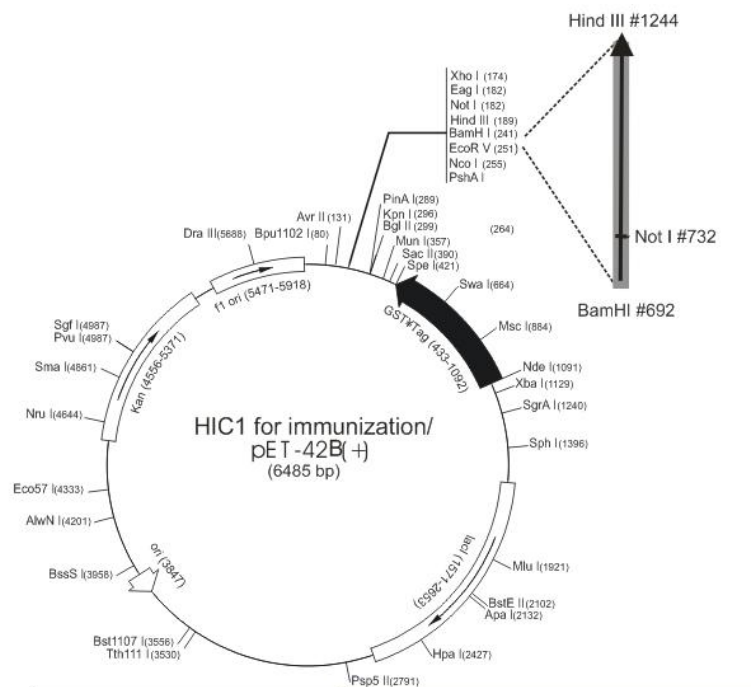 Hind III #1244
Xho I (174)
Eag I (182)
Not I (182)
Hind III (189)
BamH I (241)
EcoR V (251)
Nco I (255)
PshA I
(264)
Not I #732
BamHI #692
PinA I (289)
Kpn I (296)
Bgl II (299)
Mun I (357)
Sac II (390)
Spe I (421)
Avr II (131)
Bpu1102 I (80)
Dra III(5688)
f1 ori (5471-5918)
Swa I (664)
GST¥Tag (433-1092)
Msc I (884)
Nde I(1091)
Xba I(1129)
SgrA I(1240)
Sph I(1396)
Sgf I(4987)
Pvu I(4987)
Sma I(4861)
Kan (4556-5371)
Nru I(4644)
HIC1 for immunization/
pET-42B(+)
(6485 bp)
Eco57 I(4333)
AlwN I(4201)
ori (3847)
BssS I(3958)
lacI (1571-2653)
Mlu I(1921)
BstE II(2102)
Apa I(2132)
Bst1107 I(3556)
Tth111 I(3530)
Hpa I(2427)
Psp5 II(2791)